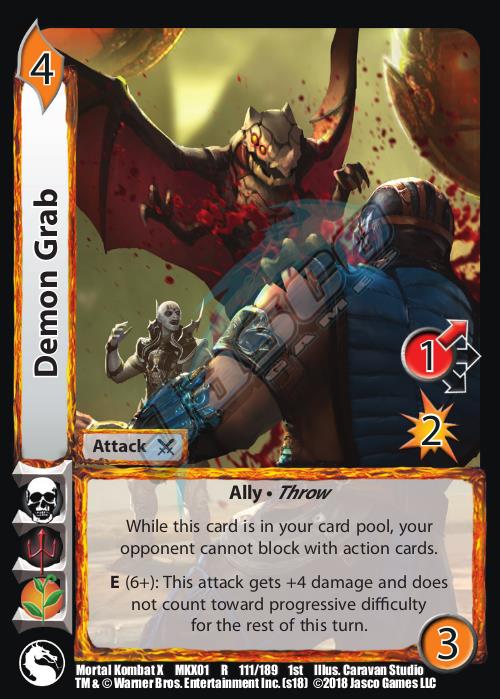 4
Demon Grab
1
2
Attack
Ally • Throw
While this card is in your card pool, your
opponent cannot block with action cards.
E (6+): This attack gets +4 damage and does
not count toward progressive difficulty
for the rest of this turn.
3
Mortal Kombat X MKX01 R 111/189 1st Illus. Caravan Studio
TM & © Warner Bros. Entertainment Inc. (s18) ©2018 Jasco Games LLC
JASCO
GAMES